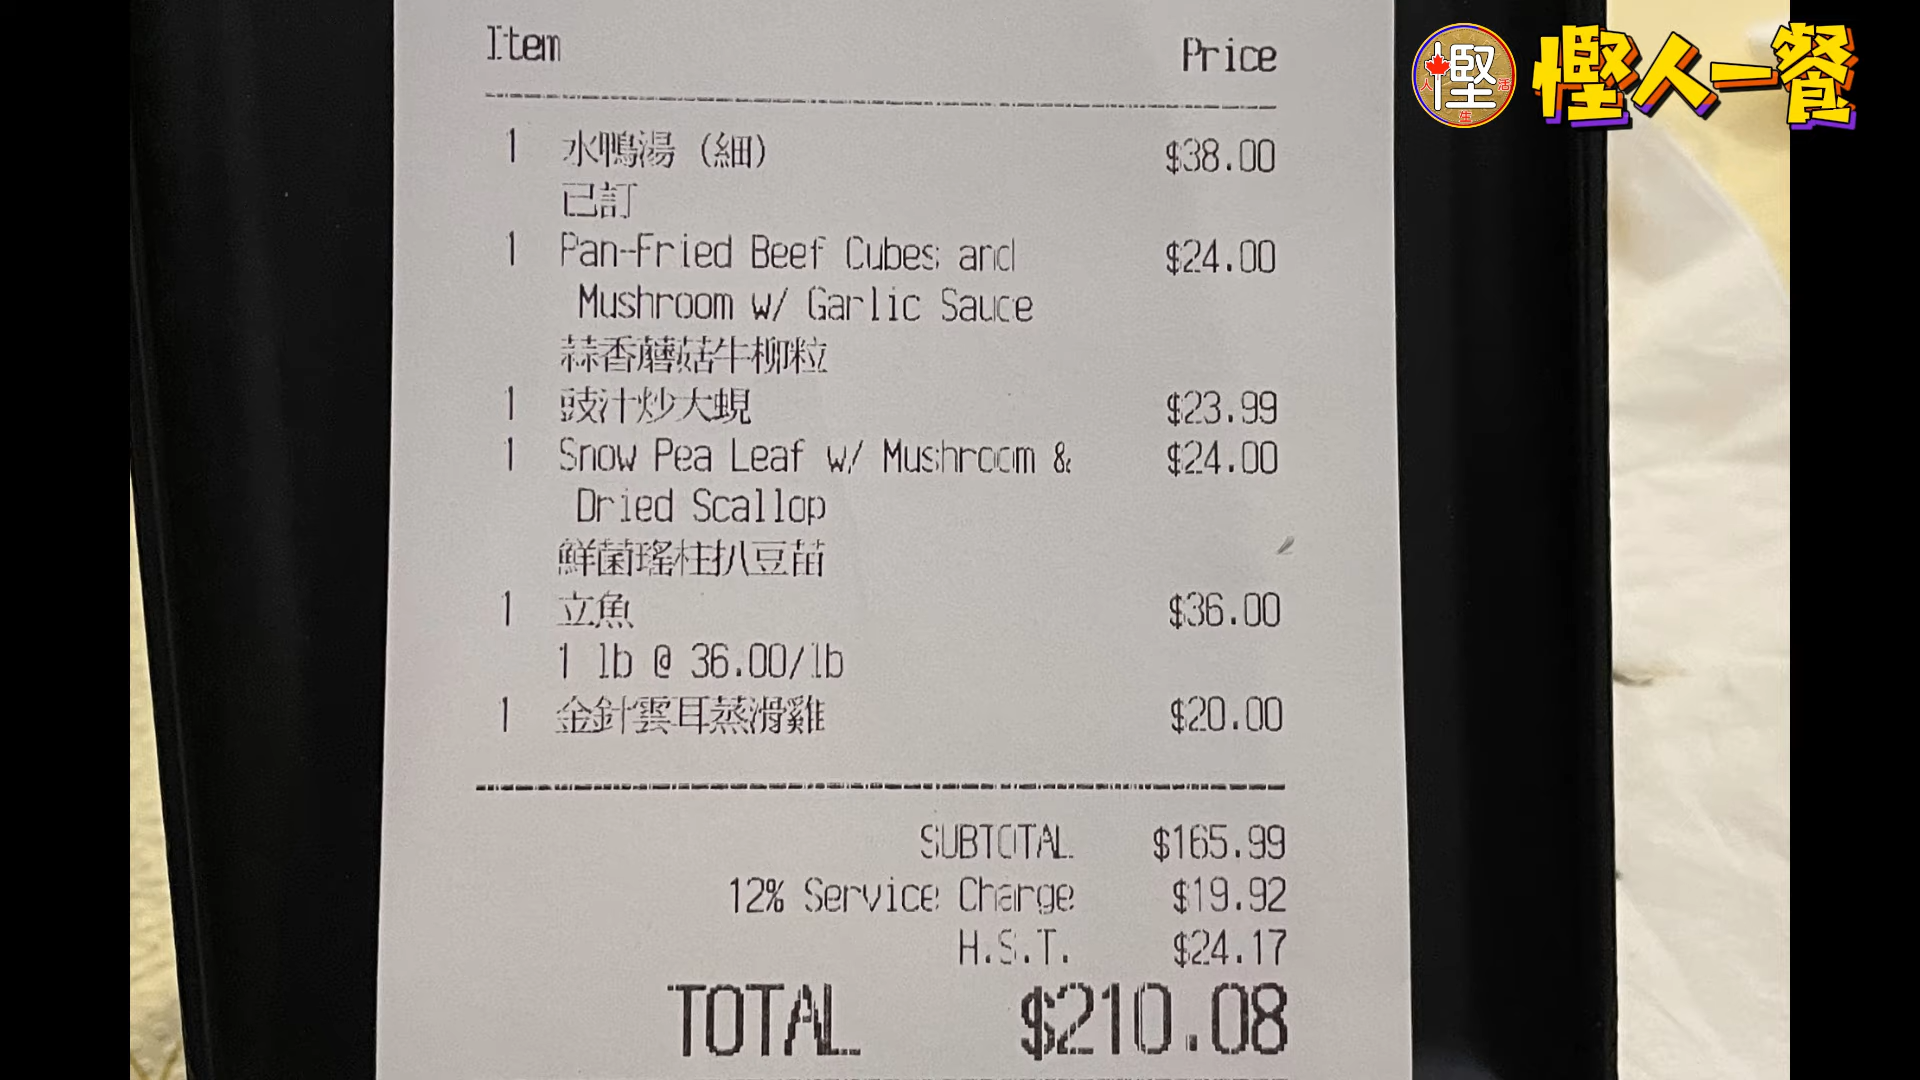 慳人一餐
慳
人 生 活
Item Price
1 水鴨湯 (細) $38.00
已訂
1 Pan-Fried Beef Cubes and $24.00
Mushroom w/ Garlic Sauce
蒜香蘑菇牛柳粒
1 豉汁炒大蜆 $23.99
1 Snow Pea Leaf w/ Mushroom & $24.00
Dried Scallop
鮮菌瑤柱扒豆苗
1 立魚 $36.00
1 lb @ 36.00/lb
1 金針雲耳蒸滑雞 $20.00
SUBTOTAL $165.99
12% Service Charge $19.92
H.S.T. $24.17
TOTAL $210.08